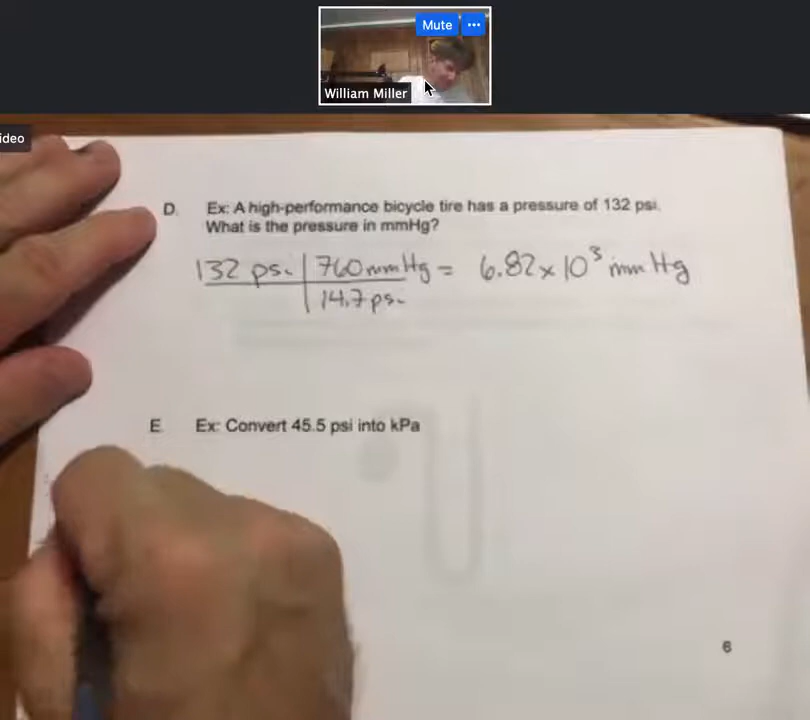 Mute
William Miller
ideo
D. Ex: A high-performance bicycle tire has a pressure of 132 psi.
What is the pressure in mmHg?
132 psi | 760 mmHg = 6.82 x 10³ mmHg
14.7 psi
E. Ex: Convert 45.5 psi into kPa
6